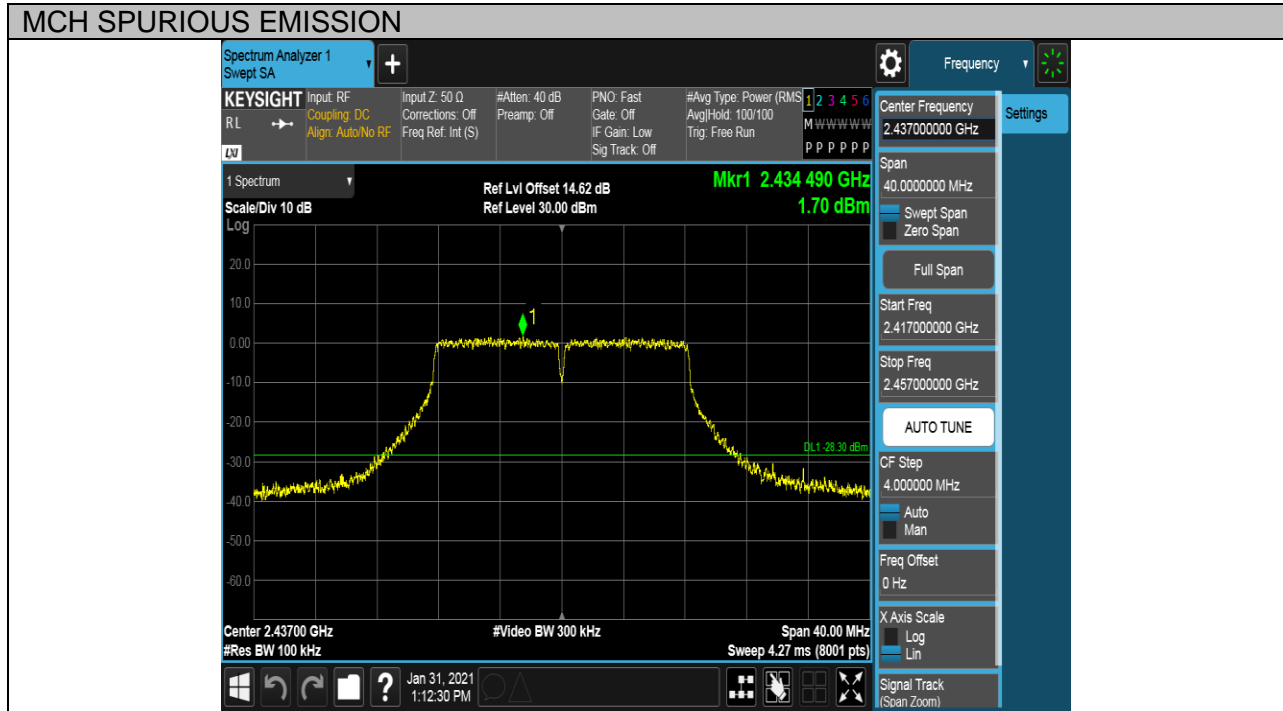 MCH SPURIOUS EMISSION
Spectrum Analyzer 1
Swept SA
+
Frequency
KEYSIGHT
RL
LXI
Input: RF
Coupling: DC
Align: Auto/No RF
Input Z: 50 Ω
Corrections: Off
Freq Ref: Int (S)
#Atten: 40 dB
Preamp: Off
PNO: Fast
Gate: Off
IF Gain: Low
Sig Track: Off
#Avg Type: Power (RMS
Avg|Hold: 100/100
Trig: Free Run
1 2 3 4 5 6
M W W W W W
P P P P P P
1 Spectrum
Scale/Div 10 dB
Ref Lvl Offset 14.62 dB
Ref Level 30.00 dBm
Mkr1 2.434 490 GHz
1.70 dBm
Log
20.0
10.0
0.00
-10.0
-20.0
-30.0
-40.0
-50.0
-60.0
1
DL1 -28.30 dBm
Center 2.43700 GHz
#Res BW 100 kHz
#Video BW 300 kHz
Span 40.00 MHz
Sweep 4.27 ms (8001 pts)
?
Jan 31, 2021
1:12:30 PM
Center Frequency
2.437000000 GHz
Span
40.0000000 MHz
Swept Span
Zero Span
Full Span
Start Freq
2.417000000 GHz
Stop Freq
2.457000000 GHz
AUTO TUNE
CF Step
4.000000 MHz
Auto
Man
Freq Offset
0 Hz
X Axis Scale
Log
Lin
Signal Track
(Span Zoom)
Settings